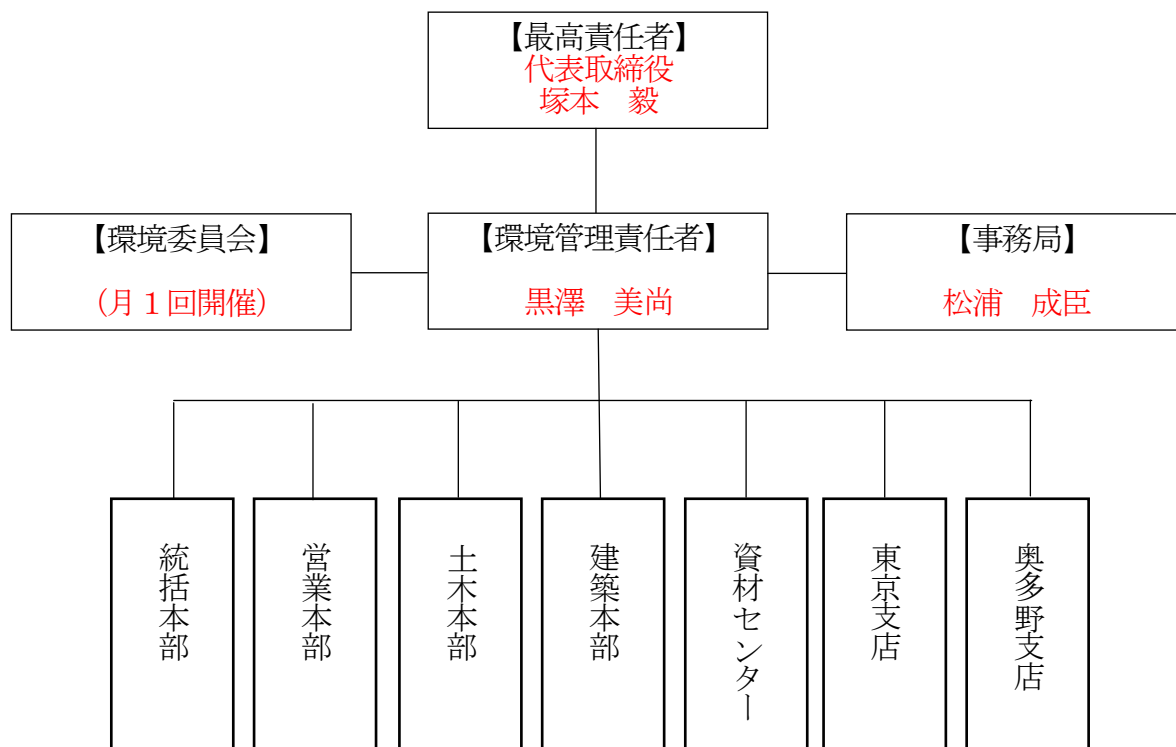 【最高責任者】
代表取締役
塚本　毅
【環境委員会】
（月１回開催）
【環境管理責任者】
黒澤　美尚
【事務局】
松浦　成臣
統括本部
営業本部
土木本部
建築本部
資材センター
東京支店
奥多野支店